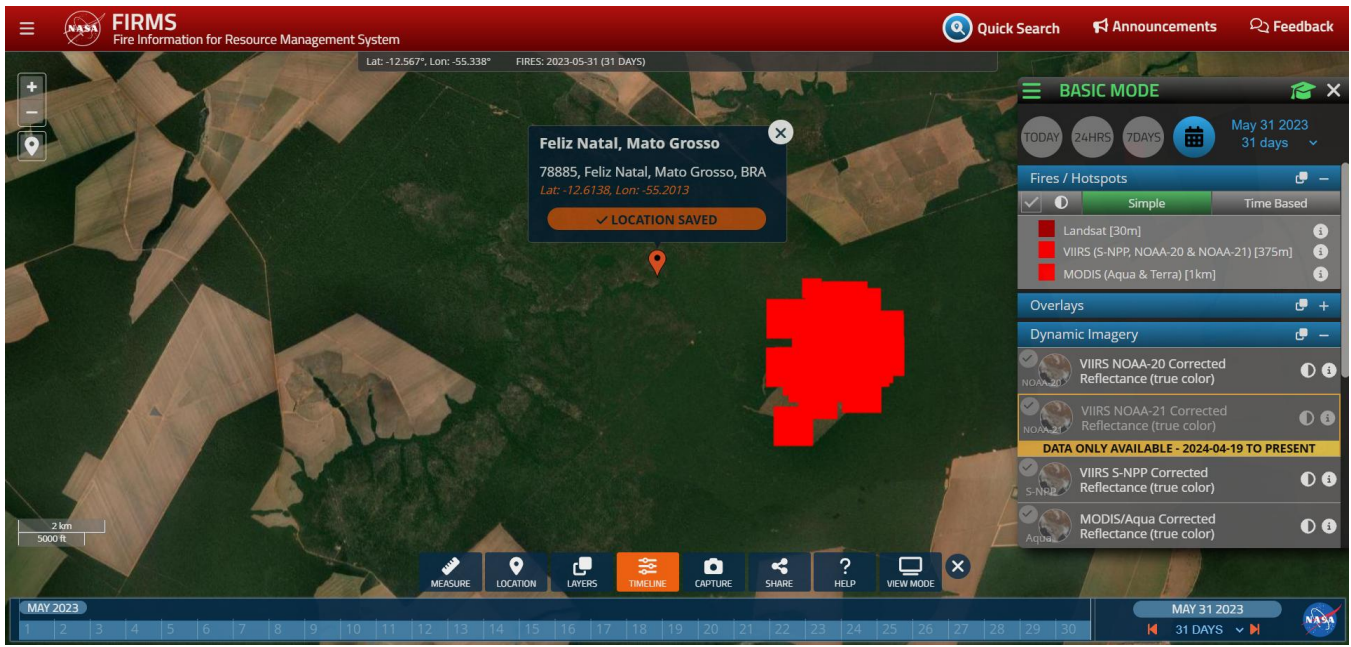 NASA
FIRMS
Fire Information for Resource Management System
Quick Search
Announcements
Feedback
Lat: -12.567°, Lon: -55.338° FIRES: 2023-05-31 (31 DAYS)
+
−
Feliz Natal, Mato Grosso
78885, Feliz Natal, Mato Grosso, BRA
Lat: -12.6138, Lon: -55.2013
LOCATION SAVED
BASIC MODE
TODAY
24HRS
7DAYS
May 31 2023
31 days
Fires / Hotspots
Simple
Time Based
Landsat [30m]
VIIRS (S-NPP, NOAA-20 & NOAA-21) [375m]
MODIS (Aqua & Terra) [1km]
Overlays
Dynamic Imagery
NOAA-20
VIIRS NOAA-20 Corrected
Reflectance (true color)
NOAA-21
VIIRS NOAA-21 Corrected
Reflectance (true color)
DATA ONLY AVAILABLE - 2024-04-19 TO PRESENT
S-NPP
VIIRS S-NPP Corrected
Reflectance (true color)
Aqua
MODIS/Aqua Corrected
Reflectance (true color)
2 km
5000 ft
MEASURE
LOCATION
LAYERS
TIMELINE
CAPTURE
SHARE
?
HELP
VIEW MODE
MAY 2023
1 2 3 4 5 6 7 8 9 10 11 12 13 14 15 16 17 18 19 20 21 22 23 24 25 26 27 28 29 30
MAY 31 2023
31 DAYS
NASA